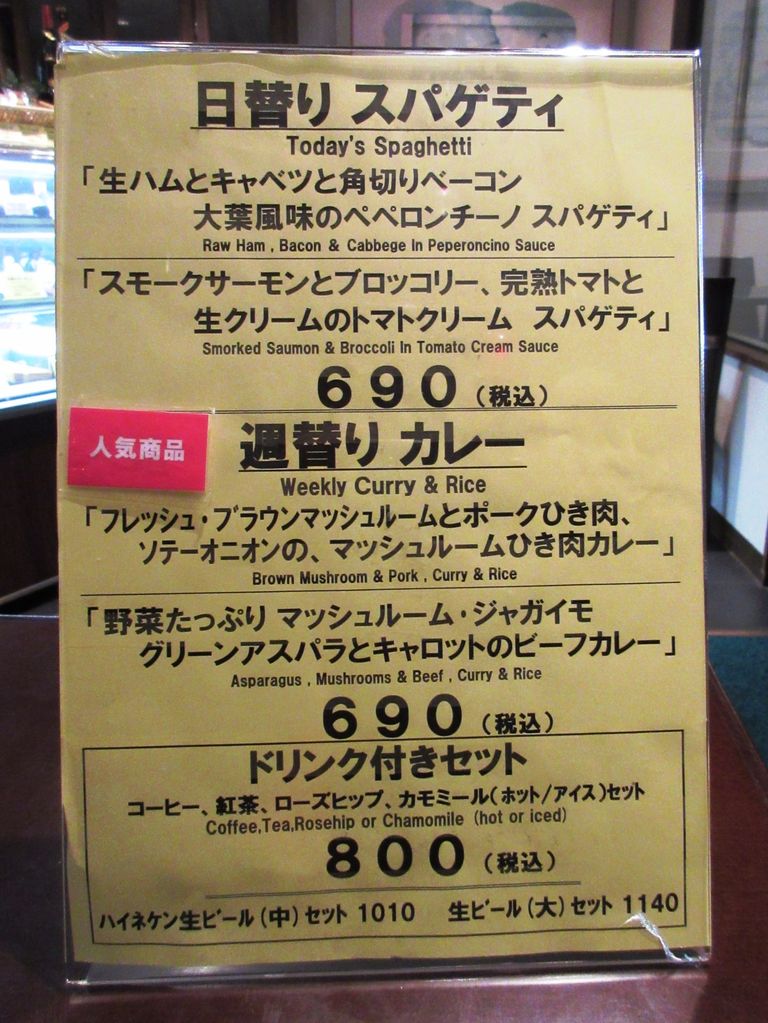 日替り スパゲティ
Today's Spaghetti
「生ハムとキャベツと角切りベーコン
大葉風味のペペロンチーノ スパゲティ」
Raw Ham , Bacon & Cabbege In Peperoncino Sauce
「スモークサーモンとブロッコリー、完熟トマトと
生クリームのトマトクリーム スパゲティ」
Smorked Saumon & Broccoli In Tomato Cream Sauce
690 (税込)
人気商品
週替り カレー
Weekly Curry & Rice
「フレッシュ・ブラウンマッシュルームとポークひき肉、
ソテーオニオンの、マッシュルームひき肉カレー」
Brown Mushroom & Pork , Curry & Rice
「野菜たっぷり マッシュルーム・ジャガイモ
グリーンアスパラとキャロットのビーフカレー」
Asparagus , Mushrooms & Beef , Curry & Rice
690 (税込)
ドリンク付きセット
コーヒー、紅茶、ローズヒップ、カモミール(ホット/アイス)セット
Coffee,Tea,Rosehip or Chamomile (hot or iced)
800 (税込)
ハイネケン生ビール(中)セット 1010 生ビール(大)セット 1140